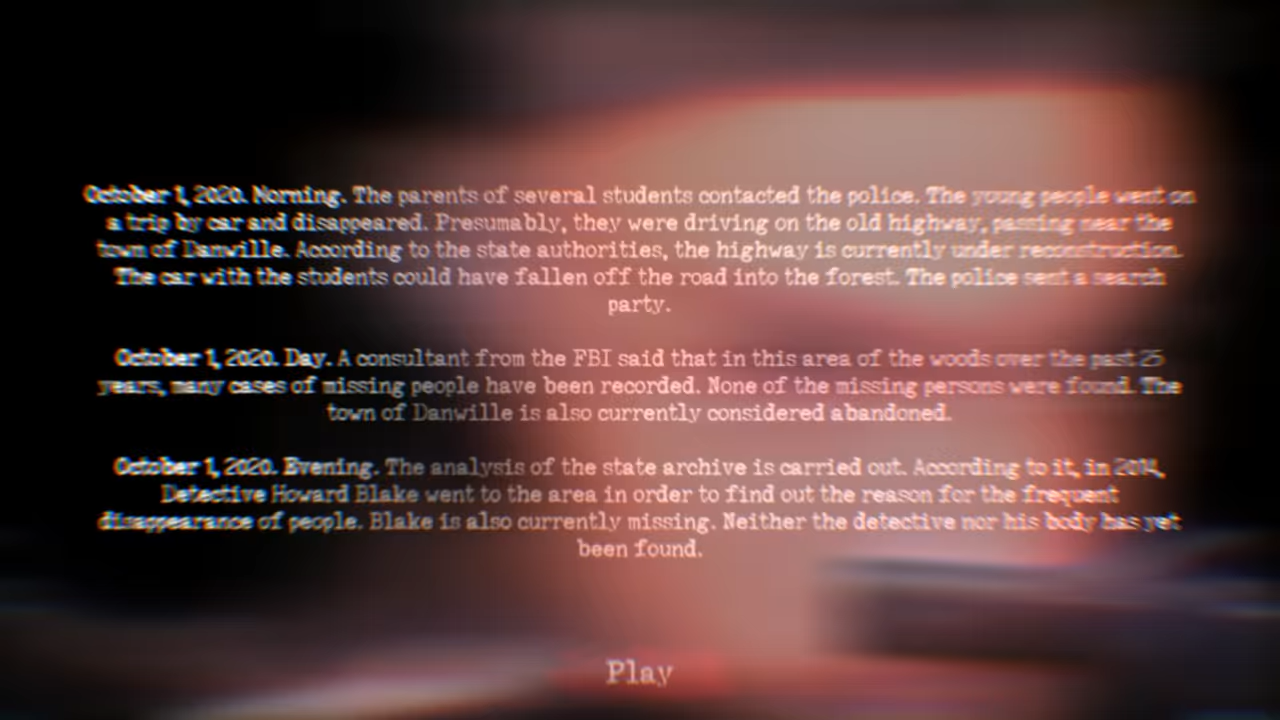 October 1, 2020. Morning. The parents of several students contacted the police. The young people went on
a trip by car and disappeared. Presumably, they were driving on the old highway, passing near the
town of Danville. According to the state authorities, the highway is currently under reconstruction.
The car with the students could have fallen off the road into the forest. The police sent a search
party.
October 1, 2020. Day. A consultant from the FBI said that in this area of the woods over the past 25
years, many cases of missing people have been recorded. None of the missing persons were found. The
town of Danville is also currently considered abandoned.
October 1, 2020. Evening. The analysis of the state archive is carried out. According to it, in 2014,
Detective Howard Blake went to the area in order to find out the reason for the frequent
disappearance of people. Blake is also currently missing. Neither the detective nor his body has yet
been found.
Play